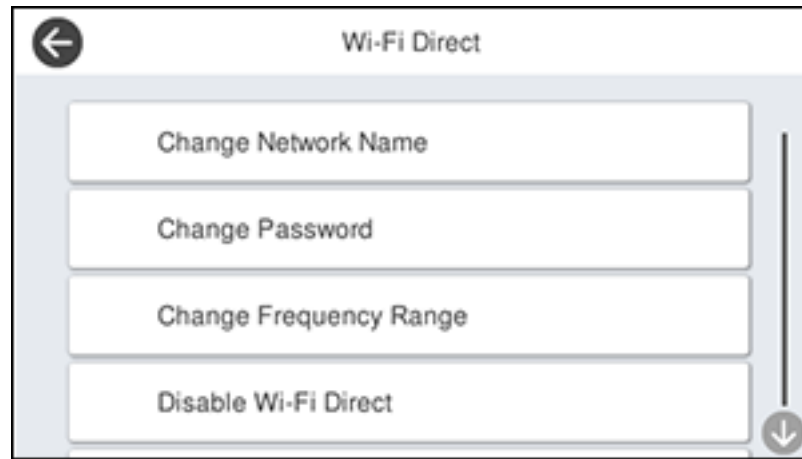 Wi-Fi Direct
Change Network Name
Change Password
Change Frequency Range
Disable Wi-Fi Direct